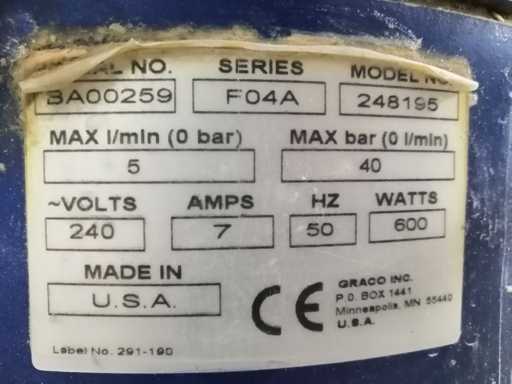 SERIAL NO. SERIES MODEL NO.
BA00259 F04A 248195
MAX l/min (0 bar) MAX bar (0 l/min)
5 40
~VOLTS AMPS HZ WATTS
240 7 50 600
MADE IN
U.S.A.
CE
GRACO INC.
P.O. BOX 1441
Minneapolis, MN 55440
U.S.A.
Label No. 291-190